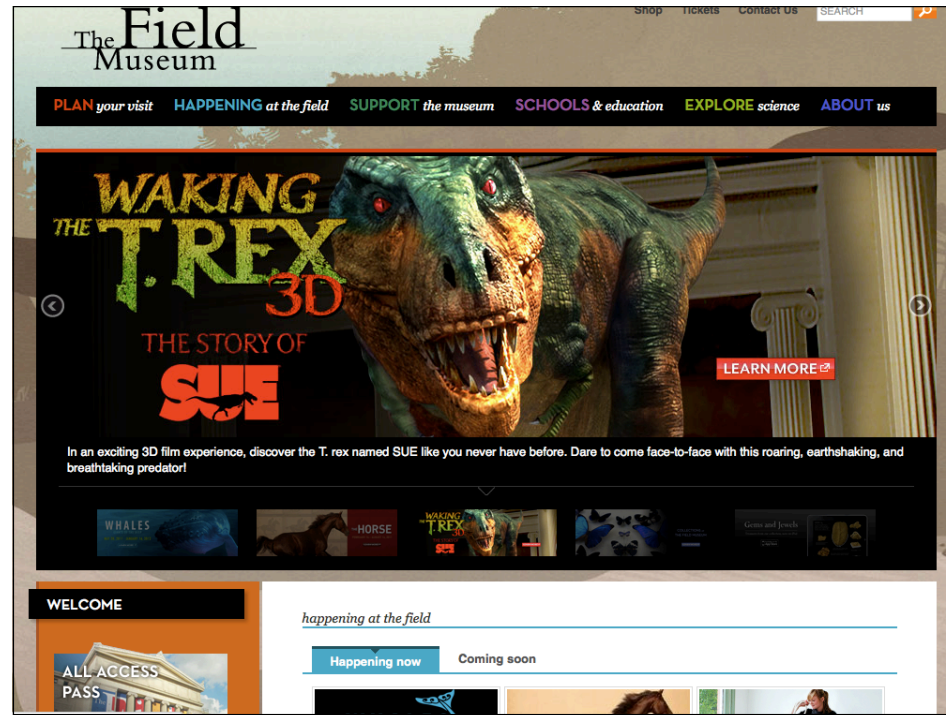 Shop Tickets Contact Us SEARCH
The Field
Museum
PLAN your visit HAPPENING at the field SUPPORT the museum SCHOOLS & education EXPLORE science ABOUT us
WAKING
THE T. REX
3D
THE STORY OF
SUE
LEARN MORE
In an exciting 3D film experience, discover the T. rex named SUE like you never have before. Dare to come face-to-face with this roaring, earthshaking, and
breathtaking predator!
WHALES
THE HORSE
WAKING
THE T. REX
3D
SUE
Gems and Jewels
WELCOME
ALL ACCESS
PASS
happening at the field
Happening now Coming soon